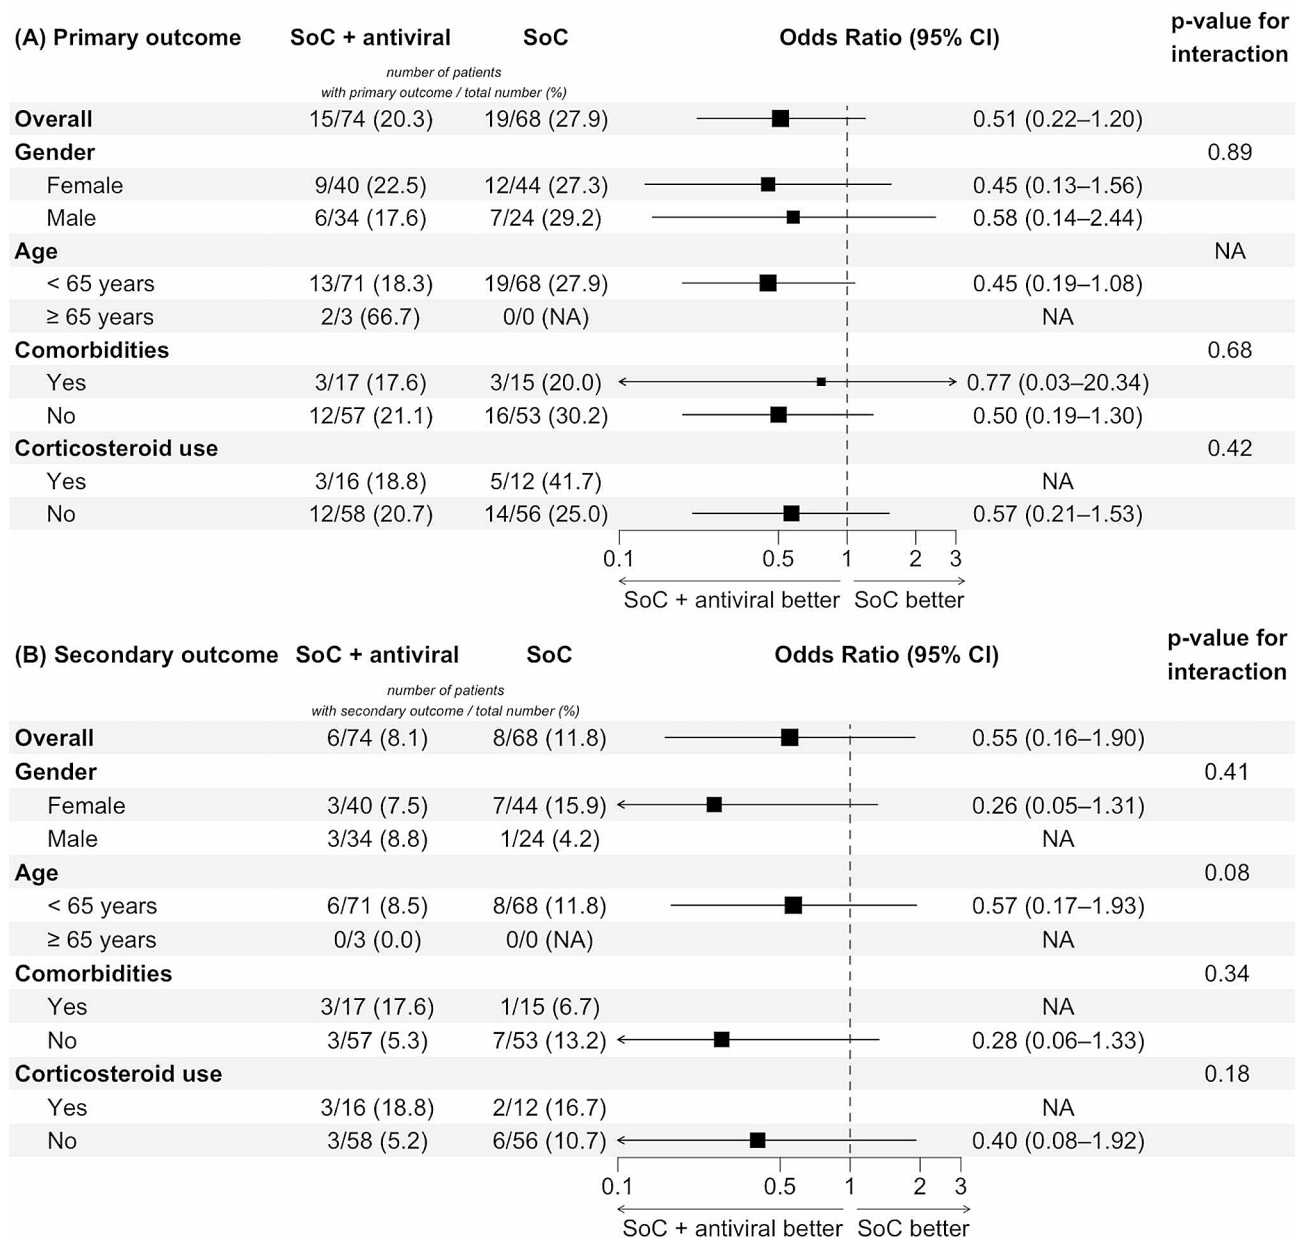 (A) Primary outcome SoC + antiviral SoC Odds Ratio (95% CI) p-value for interaction
number of patients
with primary outcome / total number (%)
Overall 15/74 (20.3) 19/68 (27.9) 0.51 (0.22–1.20)
Gender 0.89
Female 9/40 (22.5) 12/44 (27.3) 0.45 (0.13–1.56)
Male 6/34 (17.6) 7/24 (29.2) 0.58 (0.14–2.44)
Age NA
< 65 years 13/71 (18.3) 19/68 (27.9) 0.45 (0.19–1.08)
≥ 65 years 2/3 (66.7) 0/0 (NA) NA
Comorbidities 0.68
Yes 3/17 (17.6) 3/15 (20.0) 0.77 (0.03–20.34)
No 12/57 (21.1) 16/53 (30.2) 0.50 (0.19–1.30)
Corticosteroid use 0.42
Yes 3/16 (18.8) 5/12 (41.7) NA
No 12/58 (20.7) 14/56 (25.0) 0.57 (0.21–1.53)
0.1 0.5 1 2 3
SoC + antiviral better SoC better
(B) Secondary outcome SoC + antiviral SoC Odds Ratio (95% CI) p-value for interaction
number of patients
with secondary outcome / total number (%)
Overall 6/74 (8.1) 8/68 (11.8) 0.55 (0.16–1.90)
Gender 0.41
Female 3/40 (7.5) 7/44 (15.9) 0.26 (0.05–1.31)
Male 3/34 (8.8) 1/24 (4.2) NA
Age 0.08
< 65 years 6/71 (8.5) 8/68 (11.8) 0.57 (0.17–1.93)
≥ 65 years 0/3 (0.0) 0/0 (NA) NA
Comorbidities 0.34
Yes 3/17 (17.6) 1/15 (6.7) NA
No 3/57 (5.3) 7/53 (13.2) 0.28 (0.06–1.33)
Corticosteroid use 0.18
Yes 3/16 (18.8) 2/12 (16.7) NA
No 3/58 (5.2) 6/56 (10.7) 0.40 (0.08–1.92)
0.1 0.5 1 2 3
SoC + antiviral better SoC better